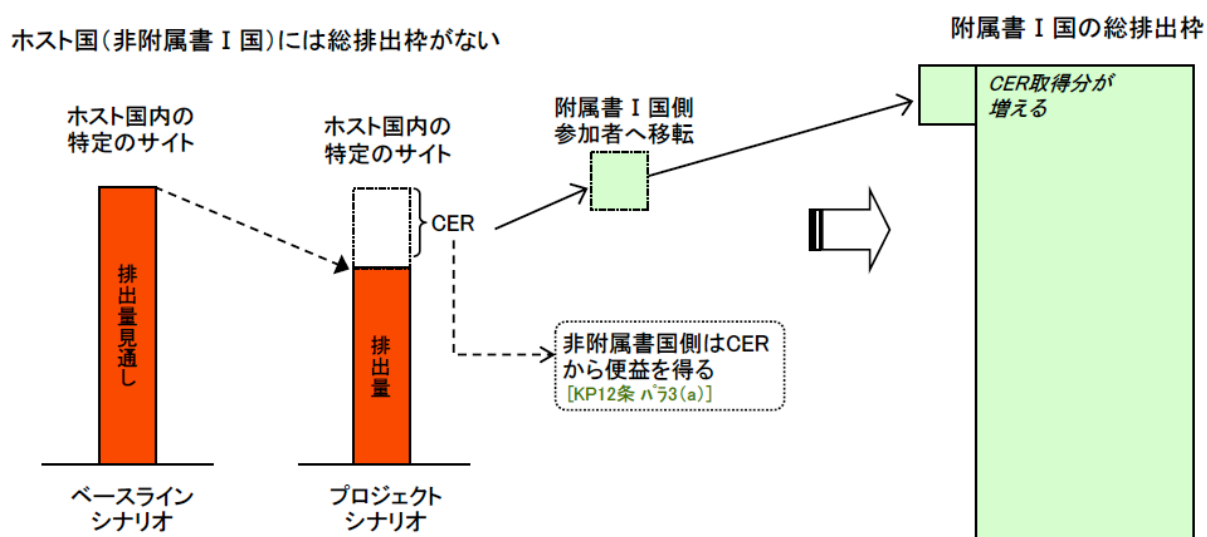 ホスト国(非附属書Ⅰ国)には総排出枠がない
附属書Ⅰ国の総排出枠
ホスト国内の
特定のサイト
ホスト国内の
特定のサイト
附属書Ⅰ国側
参加者へ移転
CER取得分が
増える
CER
排出量見通し
排出量
非附属書国側はCER
から便益を得る
[KP12条 ﾊﾟﾗ3(a)]
ベースライン
シナリオ
プロジェクト
シナリオ